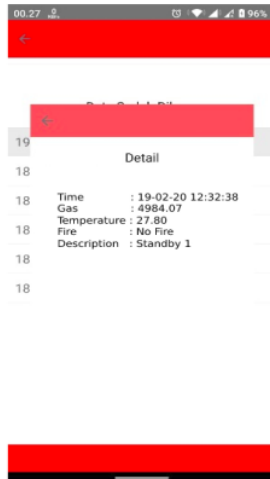 00.27 96%
19
Detail
18
18
Time : 19-02-20 12:32:38
Gas : 4984.07
Temperature : 27.80
18
Fire : No Fire
Description : Standby 1
18
18